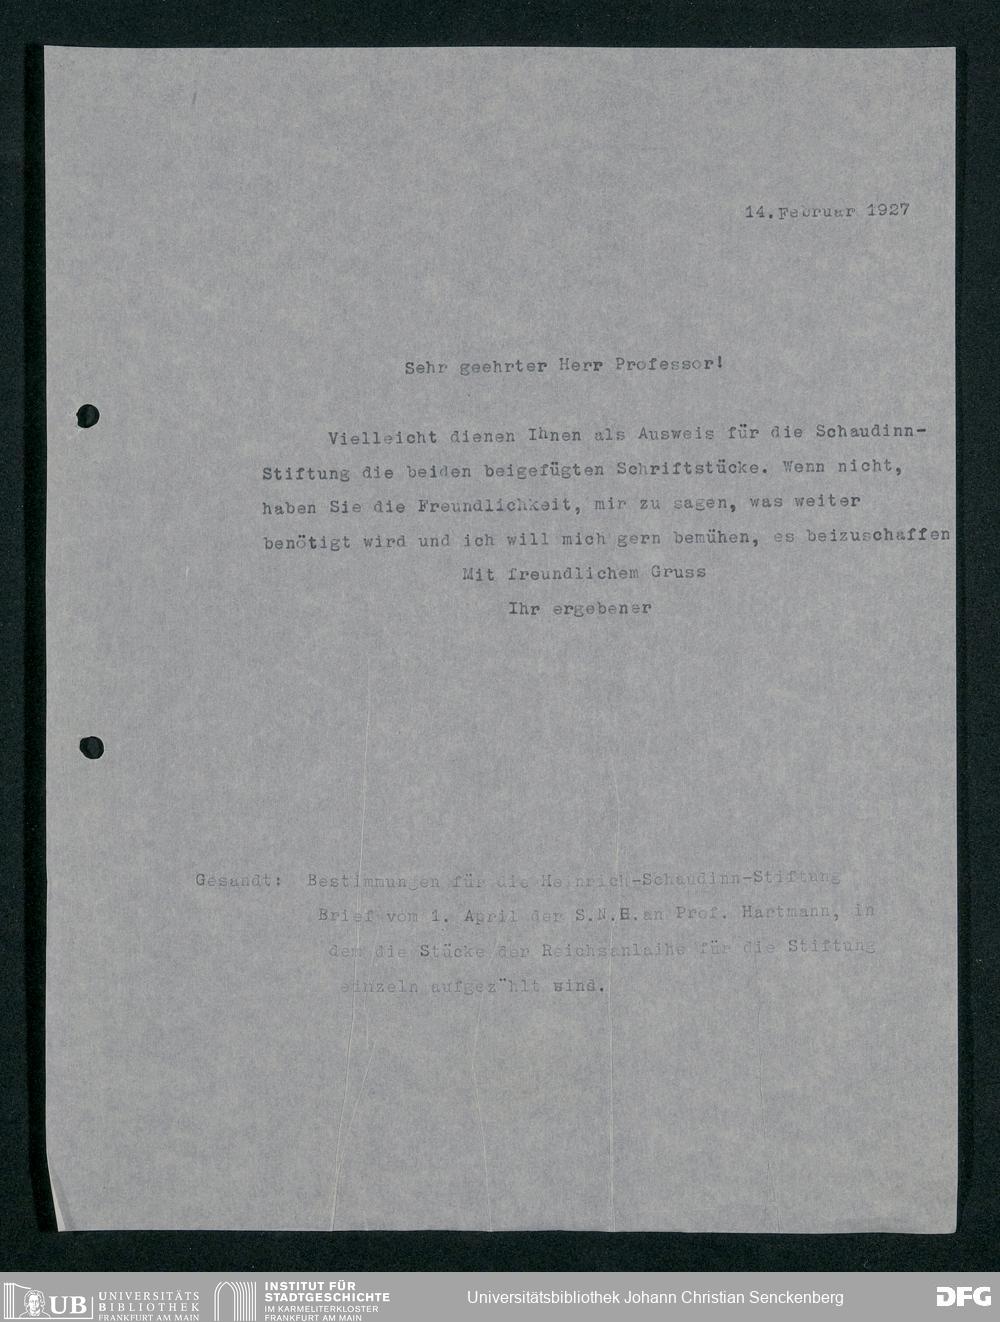 14.Februar 1927
Sehr geehrter Herr Professor!
Vielleicht dienen Ihnen als Ausweis für die Schaudinn-
Stiftung die beiden beigefügten Schriftstücke. Wenn nicht,
haben Sie die Freundlichkeit, mir zu sagen, was weiter
benötigt wird und ich will mich gern bemühen, es beizuschaffen
Mit freundlichem Gruss
Ihr ergebener
Gesandt: Bestimmungen für die Heinrich-Schaudinn-Stiftung
Brief vom 1. April der S.N.G. an Prof. Hartmann, in
dem die Stücke der Reichsanlaihe für die Stiftung
einzeln aufgez¨hlt sind.
UB UNIVERSITÄTS
BIBLIOTHEK
FRANKFURT AM MAIN
INSTITUT FÜR
STADTGESCHICHTE
IM KARMELITERKLOSTER
FRANKFURT AM MAIN
Universitätsbibliothek Johann Christian Senckenberg
DFG